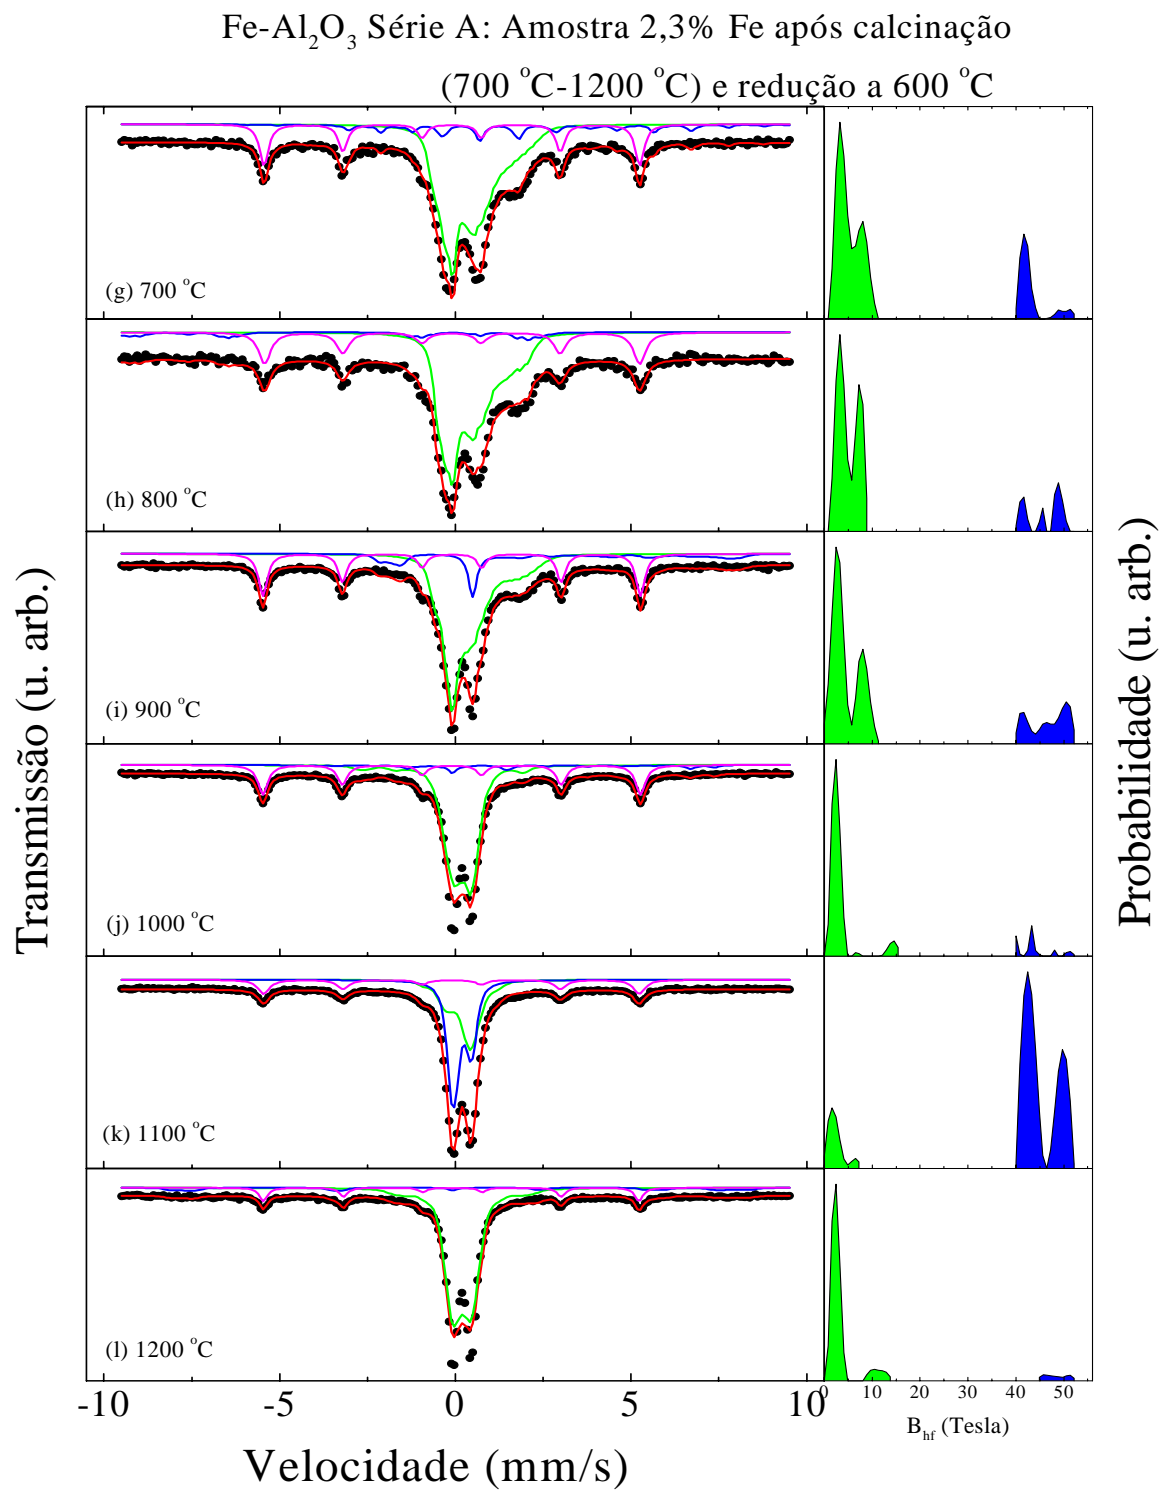 Fe-Al₂O₃ Série A: Amostra 2,3% Fe após calcinação
(700 °C-1200 °C) e redução a 600 °C
Transmissão (u. arb.)
(g) 700 °C
(h) 800 °C
(i) 900 °C
(j) 1000 °C
(k) 1100 °C
(l) 1200 °C
Probabilidade (u. arb.)
-10 -5 0 5 10
0 10 20 30 40 50
Velocidade (mm/s)
B_hf (Tesla)